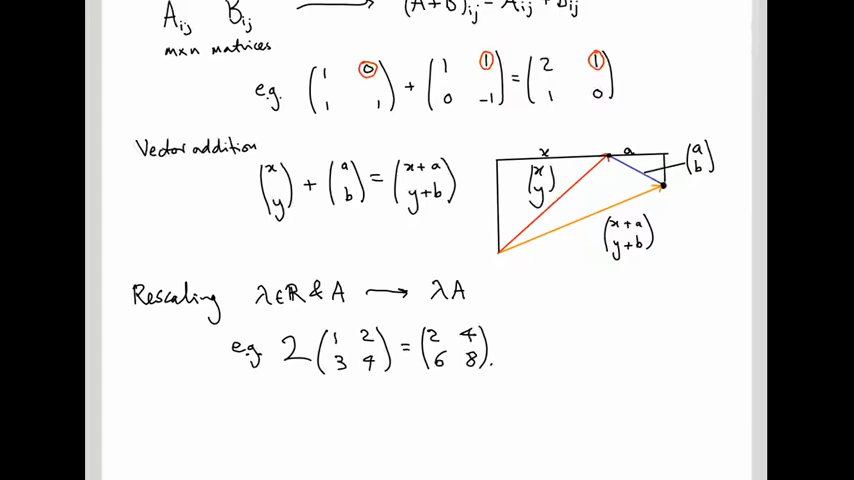 A_ij B_ij ⟶ (A+B)_ij = A_ij + B_ij
m×n matrices
e.g. (1 0; 1 1) + (1 1; 0 -1) = (2 1; 1 0)
Vector addition
(x; y) + (a; b) = (x+a; y+b)
x a
(x; y) (a; b)
(x+a; y+b)
Rescaling λ∈ℝ & A ⟶ λA
e.g. 2 (1 2; 3 4) = (2 4; 6 8).